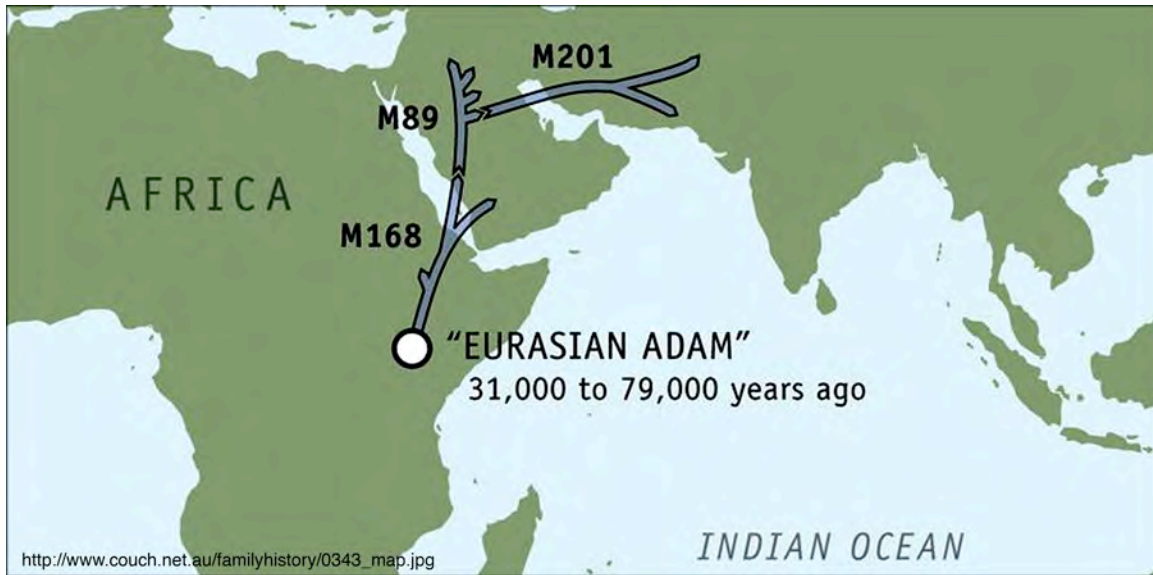 M201
M89
AFRICA
M168
“EURASIAN ADAM”
31,000 to 79,000 years ago
INDIAN OCEAN
http://www.couch.net.au/familyhistory/0343_map.jpg